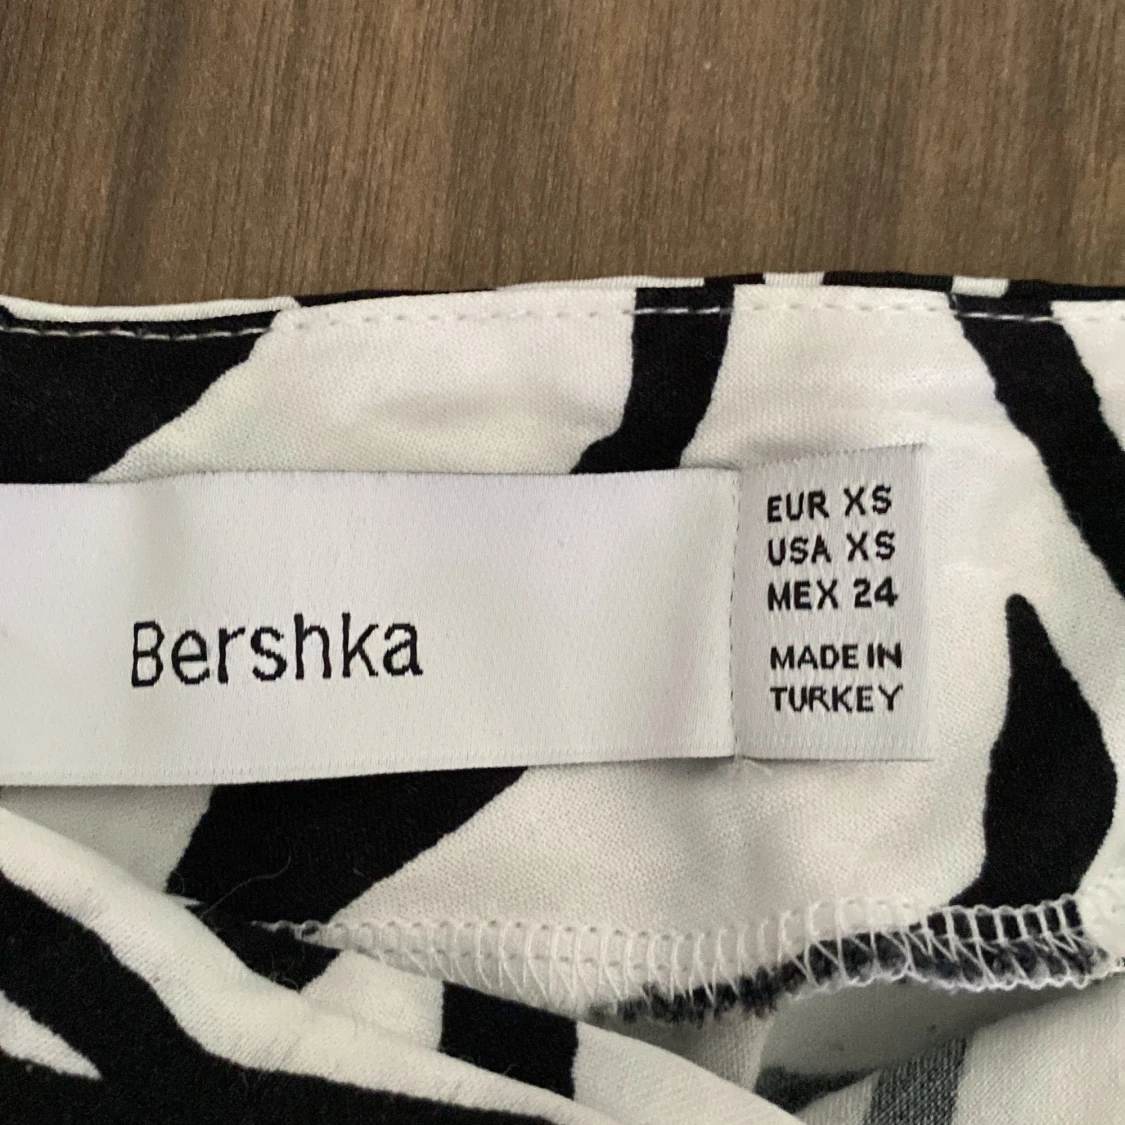 Bershka
EUR XS
USA XS
MEX 24
MADE IN
TURKEY